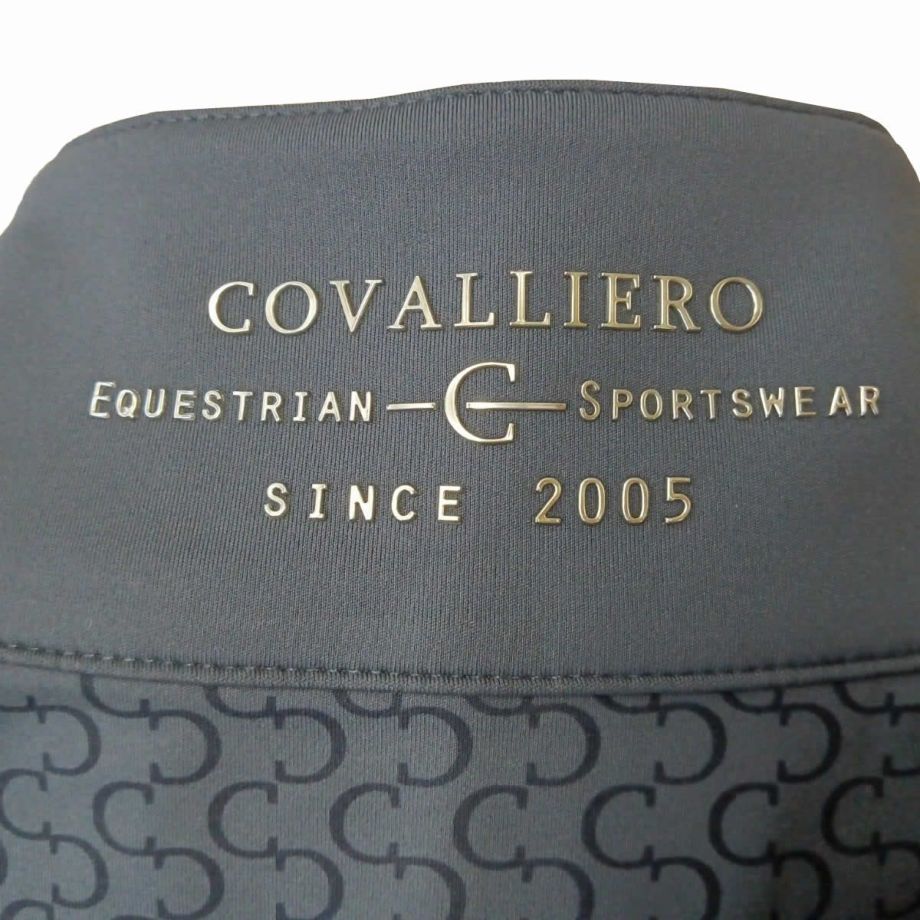 COVALLIERO
EQUESTRIAN C SPORTSWEAR
SINCE 2005